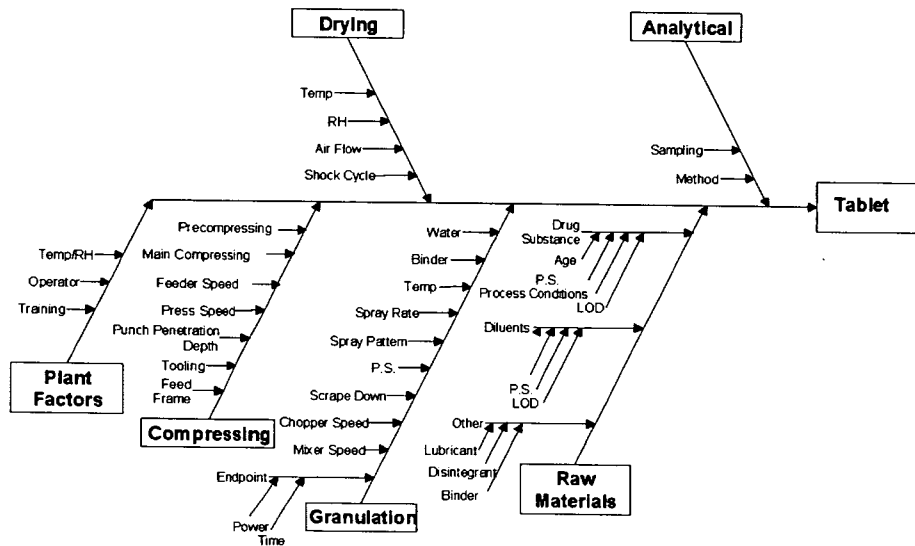 Drying
Analytical
Temp
RH
Air Flow
Shock Cycle
Sampling
Method
Tablet
Temp/RH
Operator
Training
Plant
Factors
Precompressing
Main Compressing
Feeder Speed
Press Speed
Punch Penetration
Depth
Tooling
Feed
Frame
Compressing
Water
Binder
Temp
Spray Rate
Spray Pattern
P.S.
Scrape Down
Chopper Speed
Mixer Speed
Endpoint
Power
Time
Granulation
Drug
Substance
Age
P.S.
Process Conditions
LOD
Diluents
P.S.
LOD
Other
Lubricant
Disintegrant
Binder
Raw
Materials